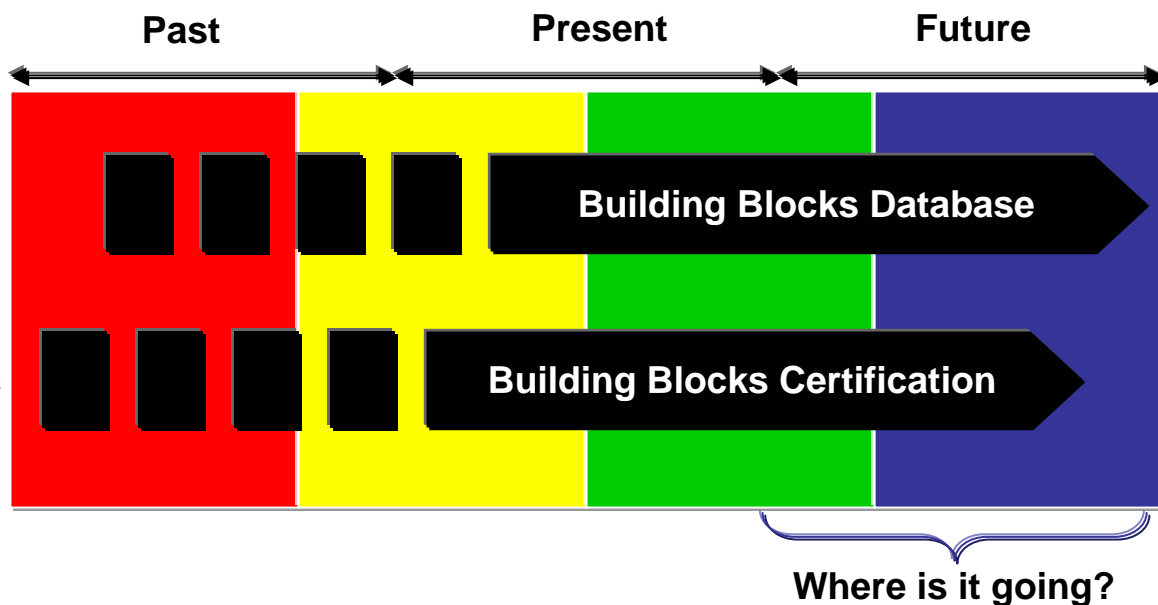 Past Present Future
Building Blocks Database
Building Blocks Certification
Where is it going?